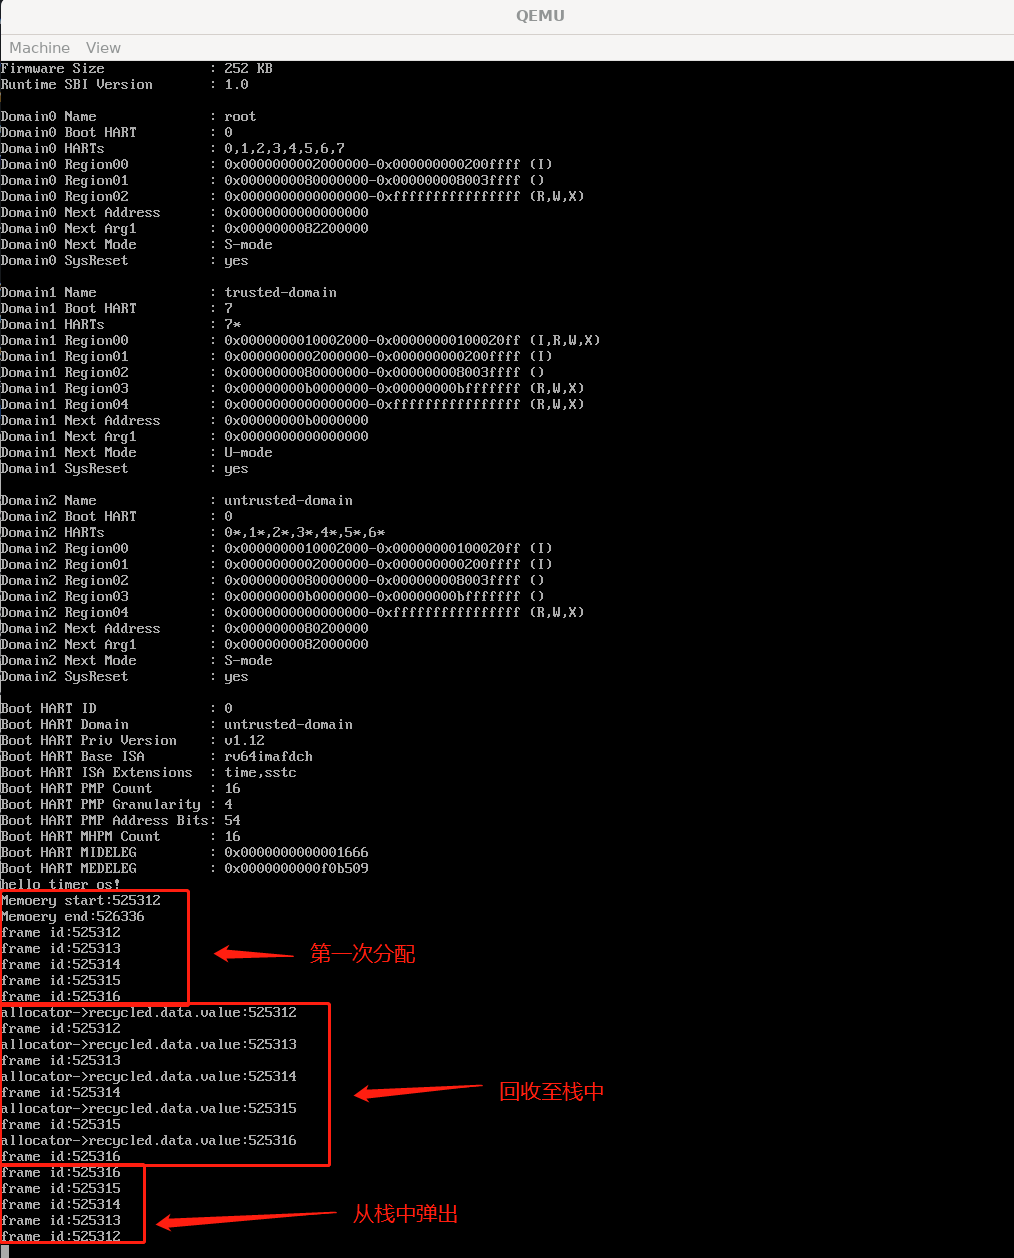 QEMU
Machine View
Firmware Size : 252 KB
Runtime SBI Version : 1.0
Domain0 Name : root
Domain0 Boot HART : 0
Domain0 HARTs : 0,1,2,3,4,5,6,7
Domain0 Region00 : 0x0000000002000000-0x000000000200ffff (I)
Domain0 Region01 : 0x0000000080000000-0x000000008003ffff ()
Domain0 Region02 : 0x0000000000000000-0xffffffffffffffff (R,W,X)
Domain0 Next Address : 0x0000000000000000
Domain0 Next Arg1 : 0x0000000082200000
Domain0 Next Mode : S-mode
Domain0 SysReset : yes
Domain1 Name : trusted-domain
Domain1 Boot HART : 7
Domain1 HARTs : 7*
Domain1 Region00 : 0x0000000010002000-0x00000000100020ff (I,R,W,X)
Domain1 Region01 : 0x0000000002000000-0x000000000200ffff (I)
Domain1 Region02 : 0x0000000080000000-0x000000008003ffff ()
Domain1 Region03 : 0x00000000b0000000-0x00000000bfffffff (R,W,X)
Domain1 Region04 : 0x0000000000000000-0xffffffffffffffff (R,W,X)
Domain1 Next Address : 0x00000000b0000000
Domain1 Next Arg1 : 0x0000000000000000
Domain1 Next Mode : U-mode
Domain1 SysReset : yes
Domain2 Name : untrusted-domain
Domain2 Boot HART : 0
Domain2 HARTs : 0*,1*,2*,3*,4*,5*,6*
Domain2 Region00 : 0x0000000010002000-0x00000000100020ff (I)
Domain2 Region01 : 0x0000000002000000-0x000000000200ffff (I)
Domain2 Region02 : 0x0000000080000000-0x000000008003ffff ()
Domain2 Region03 : 0x00000000b0000000-0x00000000bfffffff ()
Domain2 Region04 : 0x0000000000000000-0xffffffffffffffff (R,W,X)
Domain2 Next Address : 0x0000000080200000
Domain2 Next Arg1 : 0x0000000082000000
Domain2 Next Mode : S-mode
Domain2 SysReset : yes
Boot HART ID : 0
Boot HART Domain : untrusted-domain
Boot HART Priv Version : v1.12
Boot HART Base ISA : rv64imafdch
Boot HART ISA Extensions : time,sstc
Boot HART PMP Count : 16
Boot HART PMP Granularity : 4
Boot HART PMP Address Bits: 54
Boot HART MHPM Count : 16
Boot HART MIDELEG : 0x0000000000001666
Boot HART MEDELEG : 0x0000000000f0b509
hello timer os!
Memoery start:525312
Memoery end:526336
frame id:525312
frame id:525313
frame id:525314
frame id:525315
frame id:525316
第一次分配
allocator->recycled.data.value:525312
frame id:525312
allocator->recycled.data.value:525313
frame id:525313
allocator->recycled.data.value:525314
frame id:525314
allocator->recycled.data.value:525315
frame id:525315
allocator->recycled.data.value:525316
frame id:525316
回收至栈中
frame id:525316
frame id:525315
frame id:525314
frame id:525313
frame id:525312
从栈中弹出